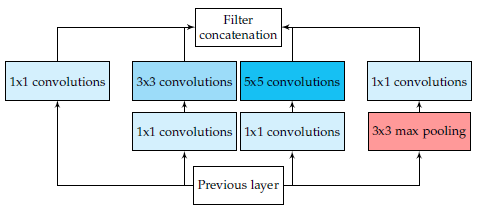 Filter
concatenation
1x1 convolutions
3x3 convolutions
5x5 convolutions
1x1 convolutions
1x1 convolutions
1x1 convolutions
3x3 max pooling
Previous layer